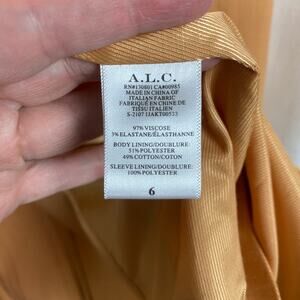 A.L.C.
RN#130801 CA#00985
MADE IN CHINA OF
ITALIAN FABRIC
FABRIQUÉ EN CHINE DE
TISSU ITALIEN
S-2107 1JAKT00533
97% VISCOSE
3% ELASTANE/ELASTHANNE
BODY LINING/DOUBLURE:
51% POLYESTER
49% COTTON/COTON
SLEEVE LINING/DOUBLURE:
100% POLYESTER
6